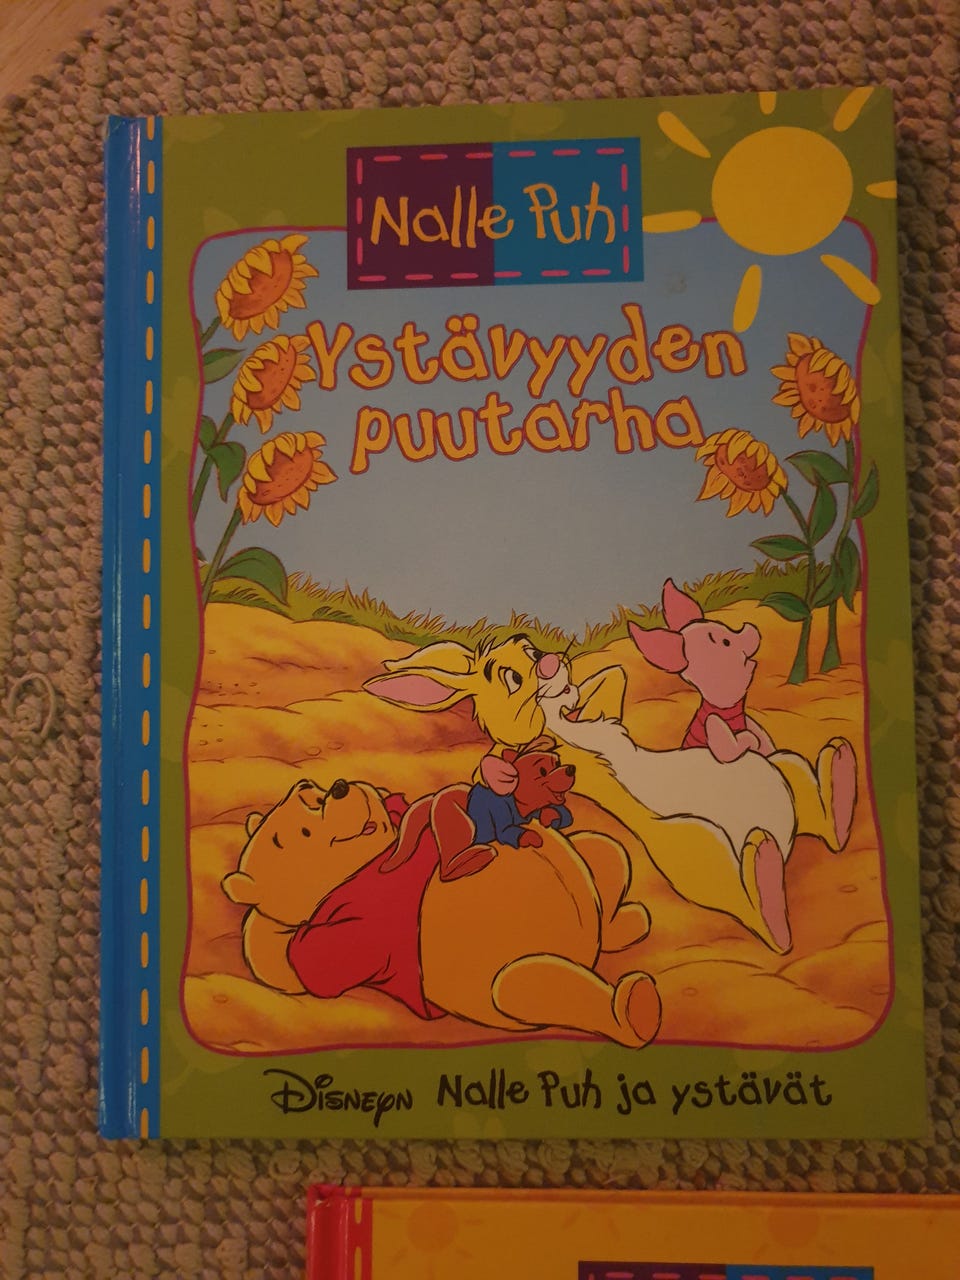 Nalle Puh
Ystävyyden
puutarha
Disneyn Nalle Puh ja ystävät